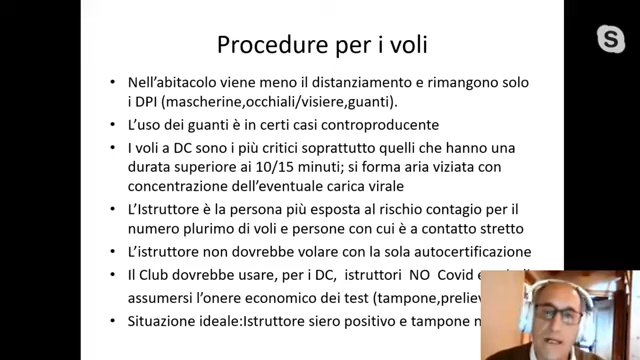 Procedure per i voli
• Nell'abitacolo viene meno il distanziamento e rimangono solo
i DPI (mascherine,occhiali/visiere,guanti).
• L'uso dei guanti è in certi casi controproducente
• I voli a DC sono i più critici soprattutto quelli che hanno una
durata superiore ai 10/15 minuti; si forma aria viziata con
concentrazione dell'eventuale carica virale
• L'Istruttore è la persona più esposta al rischio contagio per il
numero plurimo di voli e persone con cui è a contatto stretto
• L'istruttore non dovrebbe volare con la sola autocertificazione
• Il Club dovrebbe usare, per i DC, istruttori NO Covid
assumersi l'onere economico dei test (tampone,
• Situazione ideale:Istruttore siero positivo e tampone
S